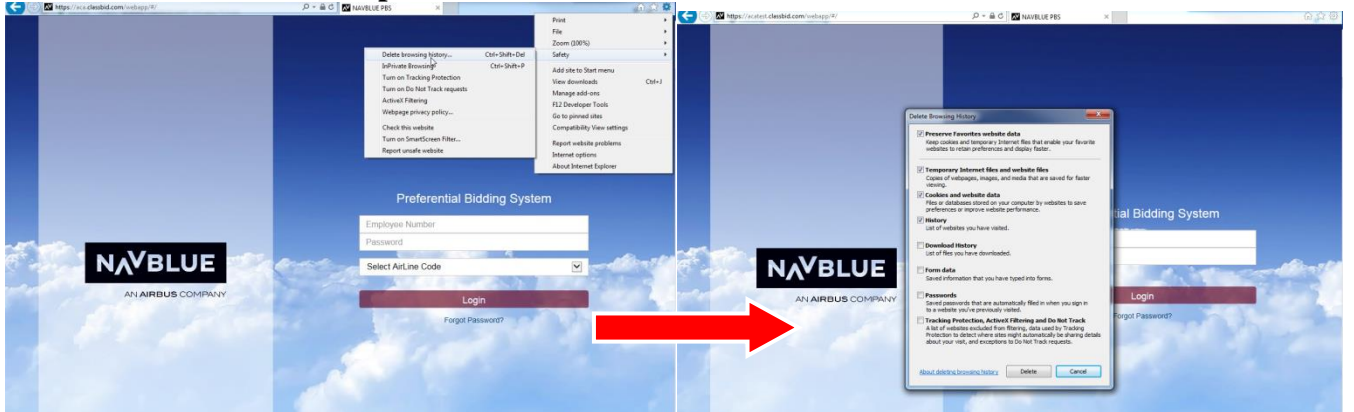 https://aca.classbid.com/webapp/#/
NAVBLUE PBS
Print
File
Zoom (100%)
Safety
Add site to Start menu
View downloads Ctrl+J
Manage add-ons
F12 Developer Tools
Go to pinned sites
Compatibility View settings
Report website problems
Internet options
About Internet Explorer
Delete browsing history... Ctrl+Shift+Del
InPrivate Browsing Ctrl+Shift+P
Turn on Tracking Protection
Turn on Do Not Track requests
ActiveX Filtering
Webpage privacy policy...
Check this website
Turn on SmartScreen Filter...
Report unsafe website
Preferential Bidding System
Employee Number
Password
Select AirLine Code
Login
Forgot Password?
NAVBLUE
AN AIRBUS COMPANY
https://acatest.classbid.com/webapp/#/
NAVBLUE PBS
Delete Browsing History
Preserve Favorites website data
Keep cookies and temporary Internet files that enable your favorite
websites to retain preferences and display faster.
Temporary Internet files and website files
Copies of webpages, images, and media that are saved for faster
viewing.
Cookies and website data
Files or databases stored on your computer by websites to save
preferences or improve website performance.
History
List of websites you have visited.
Download History
List of files you have downloaded.
Form data
Saved information that you have typed into forms.
Passwords
Saved passwords that are automatically filled in when you sign in
to a website you've previously visited.
Tracking Protection, ActiveX Filtering and Do Not Track
A list of websites excluded from filtering, data used by Tracking
Protection to detect where sites might automatically be sharing details
about your visit, and exceptions to Do Not Track requests.
About deleting browsing history Delete Cancel
tial Bidding System
Login
Forgot Password?
NAVBLUE
AN AIRBUS COMPANY